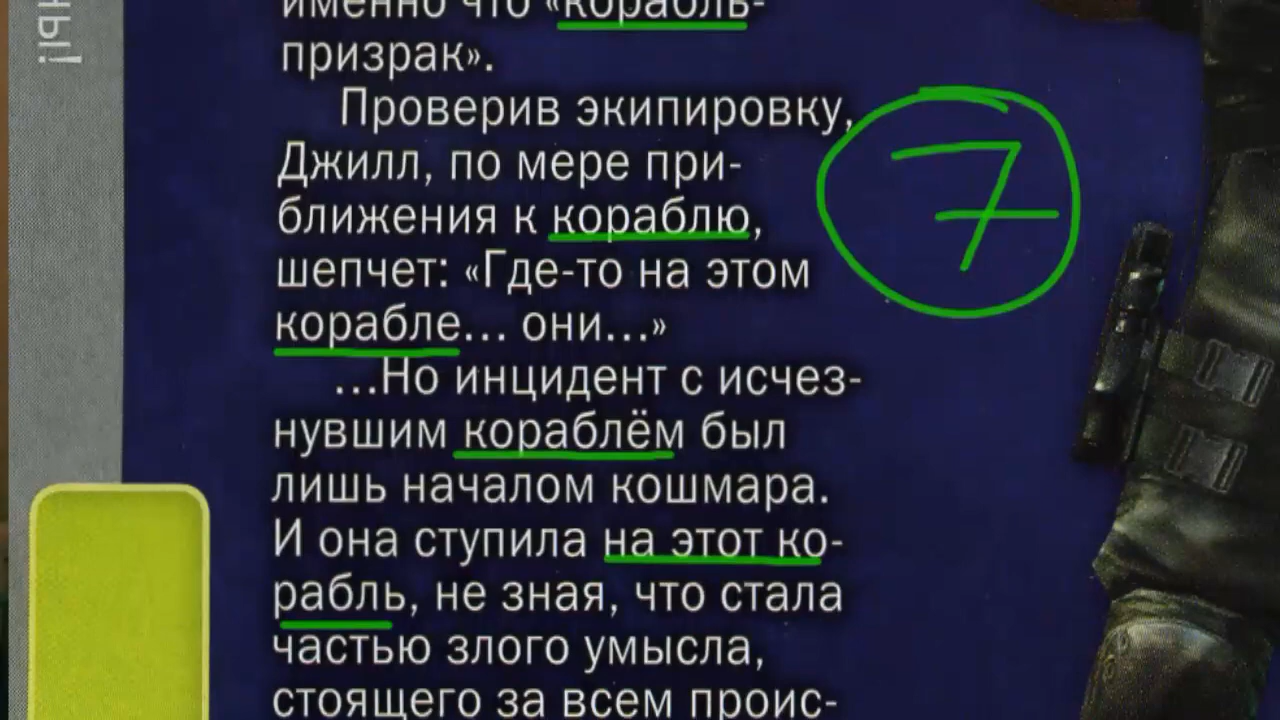 ны!
именно что «корабль-
призрак».
Проверив экипировку,
Джилл, по мере при-
ближения к кораблю,
шепчет: «Где-то на этом
корабле... они...»
...Но инцидент с исчез-
нувшим кораблём был
лишь началом кошмара.
И она ступила на этот ко-
рабль, не зная, что стала
частью злого умысла,
стоящего за всем проис-
7